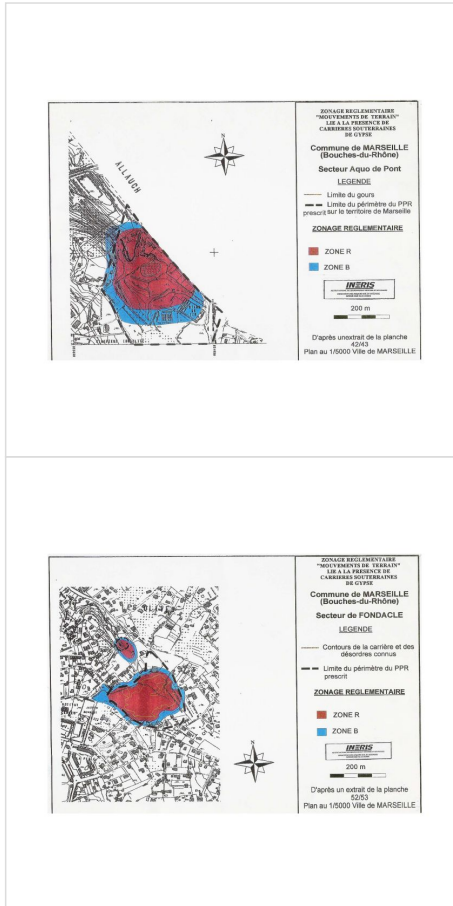 ZONAGE REGLEMENTAIRE
"MOUVEMENTS DE TERRAIN"
LIE A LA PRESENCE DE
CARRIERES SOUTERRAINES
DE GYPSE
Commune de MARSEILLE
(Bouches-du-Rhône)
Secteur Aquo de Pont
LEGENDE
Limite du gours
Limite du périmètre du PPR
prescrit sur le territoire de Marseille
ZONAGE REGLEMENTAIRE
ZONE R
ZONE B
INERIS
200 m
D'après unextrait de la planche
42/43
Plan au 1/5000 Ville de MARSEILLE
ALLAUCH
N
ZONAGE REGLEMENTAIRE
"MOUVEMENTS DE TERRAIN"
LIE A LA PRESENCE DE
CARRIERES SOUTERRAINES
DE GYPSE
Commune de MARSEILLE
(Bouches-du-Rhône)
Secteur de FONDACLE
LEGENDE
Contours de la carrière et des
désordres connus
Limite du périmètre du PPR
prescrit
ZONAGE REGLEMENTAIRE
ZONE R
ZONE B
INERIS
200 m
D'après un extrait de la planche
52/53
Plan au 1/5000 Ville de MARSEILLE